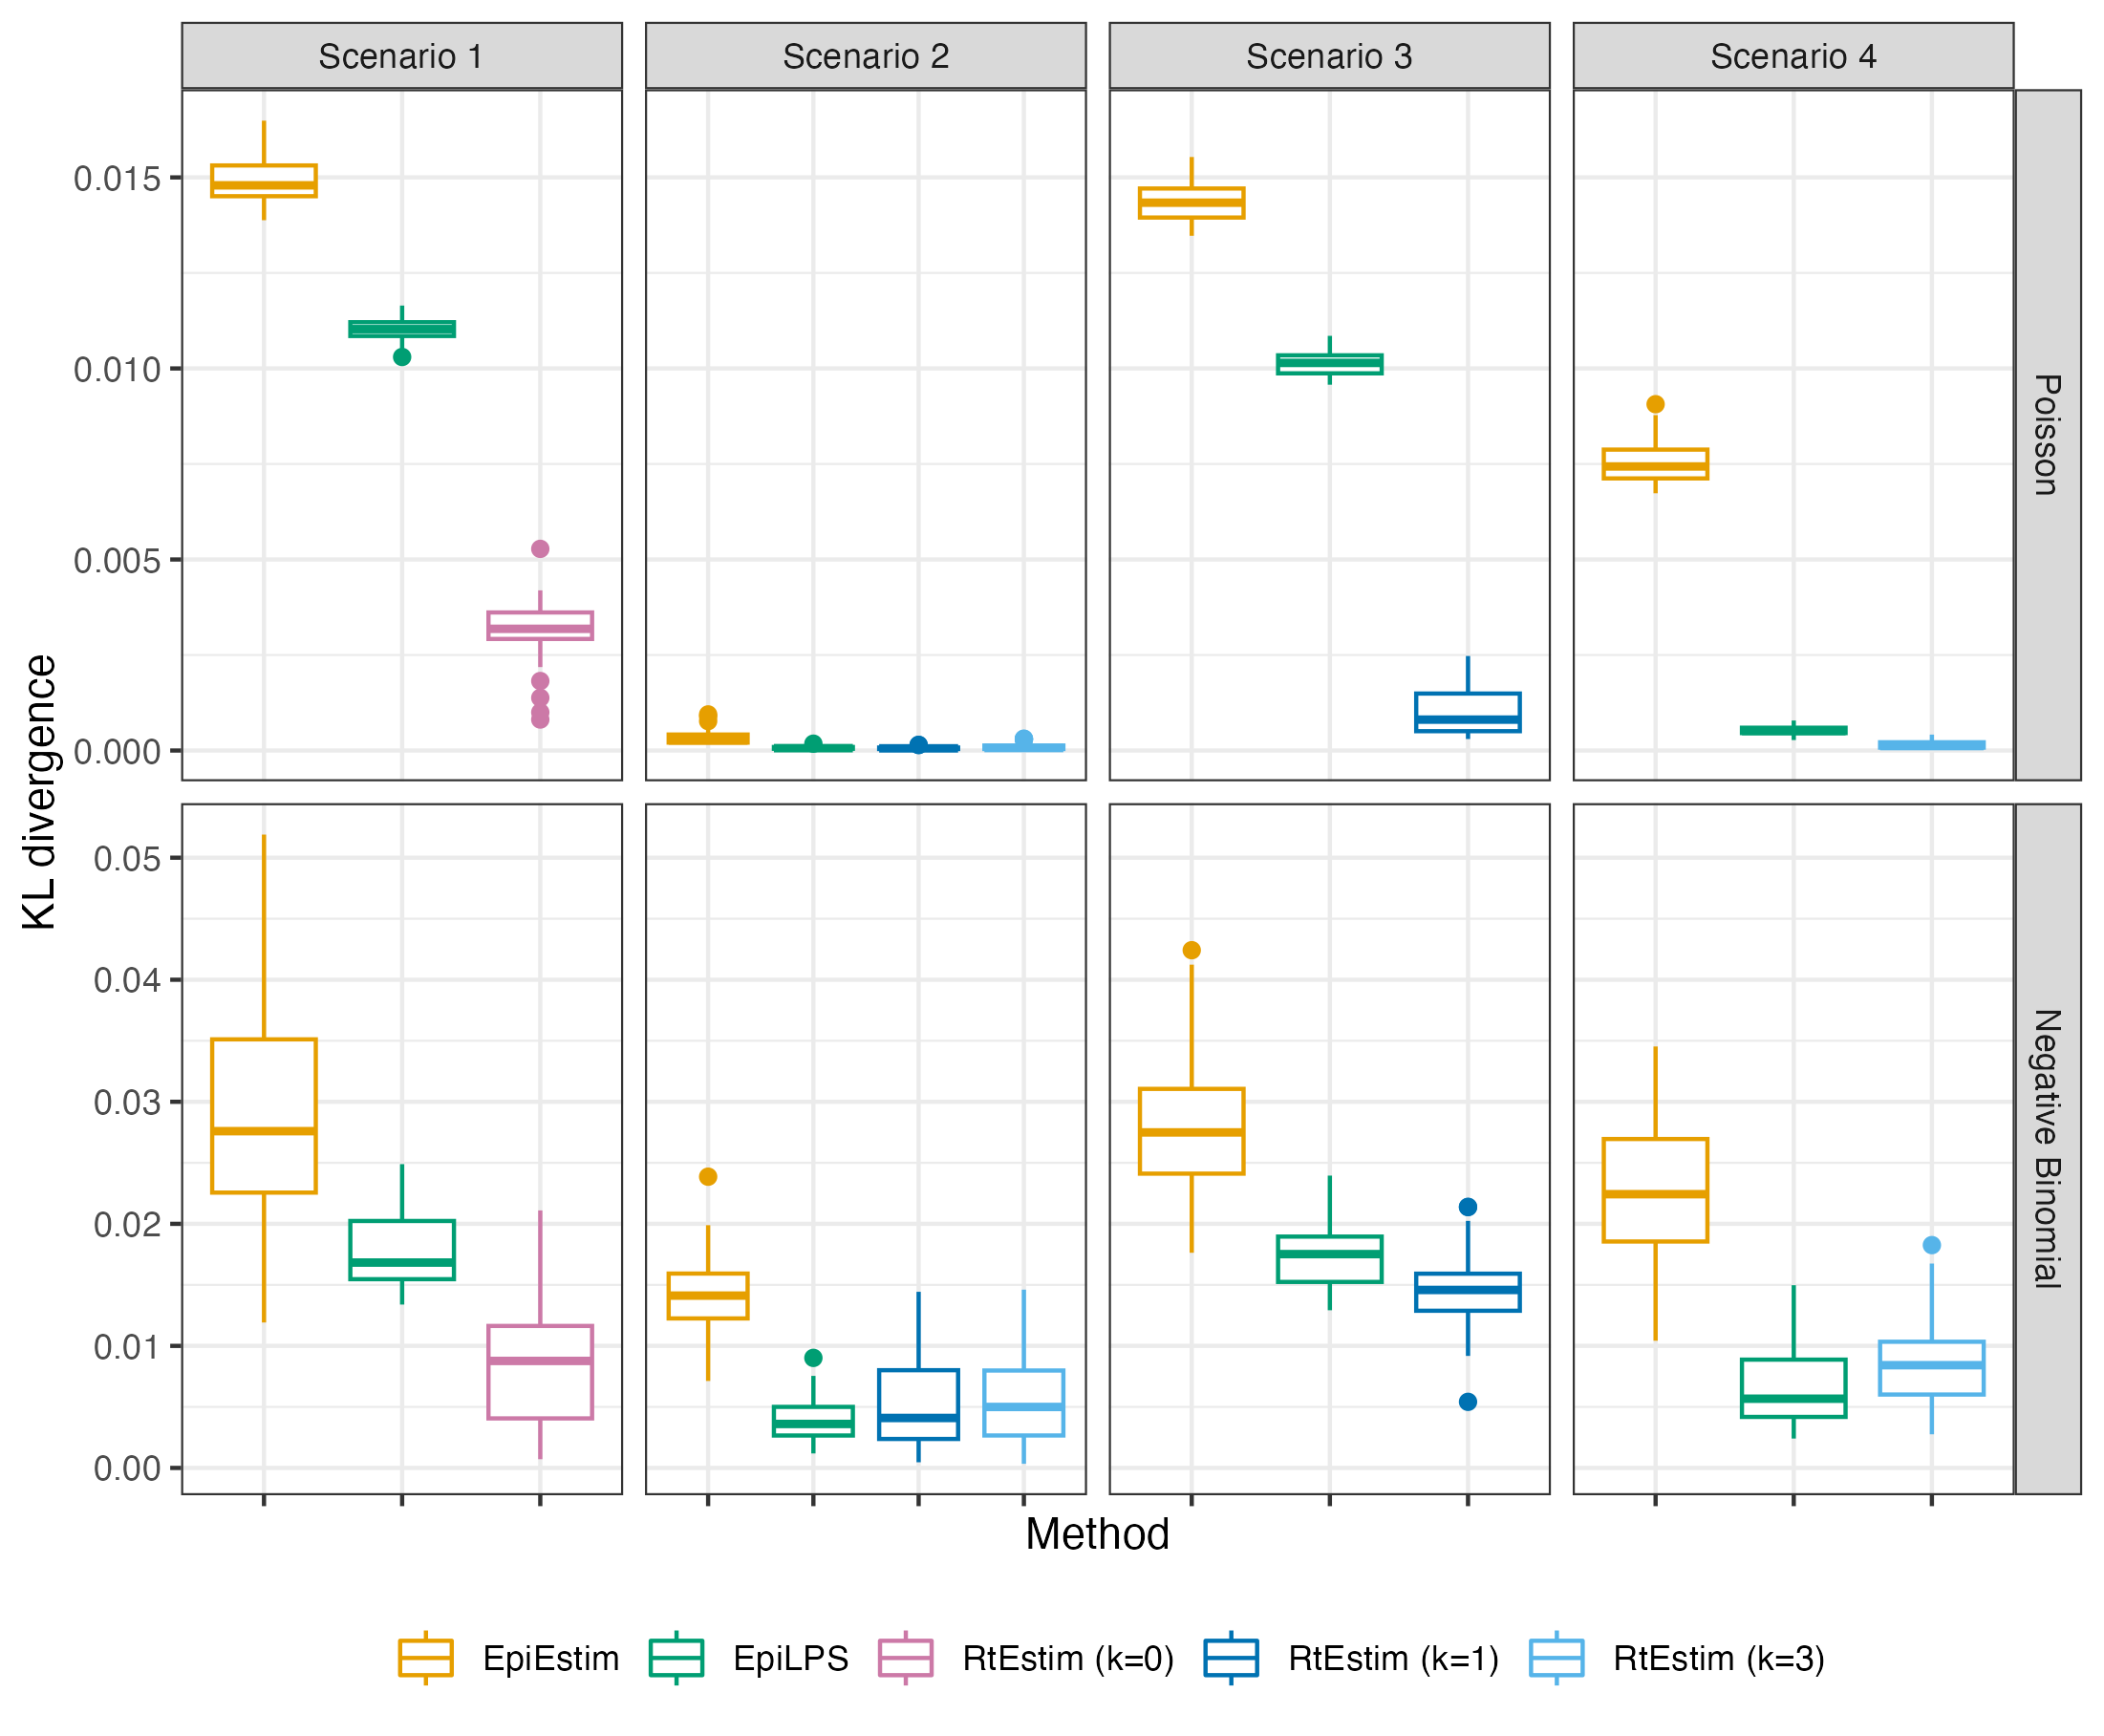 Scenario 1
Scenario 2
Scenario 3
Scenario 4
0.015
0.010
0.005
0.000
Poisson
KL divergence
0.05
0.04
0.03
0.02
0.01
0.00
Negative Binomial
Method
EpiEstim
EpiLPS
RtEstim (k=0)
RtEstim (k=1)
RtEstim (k=3)